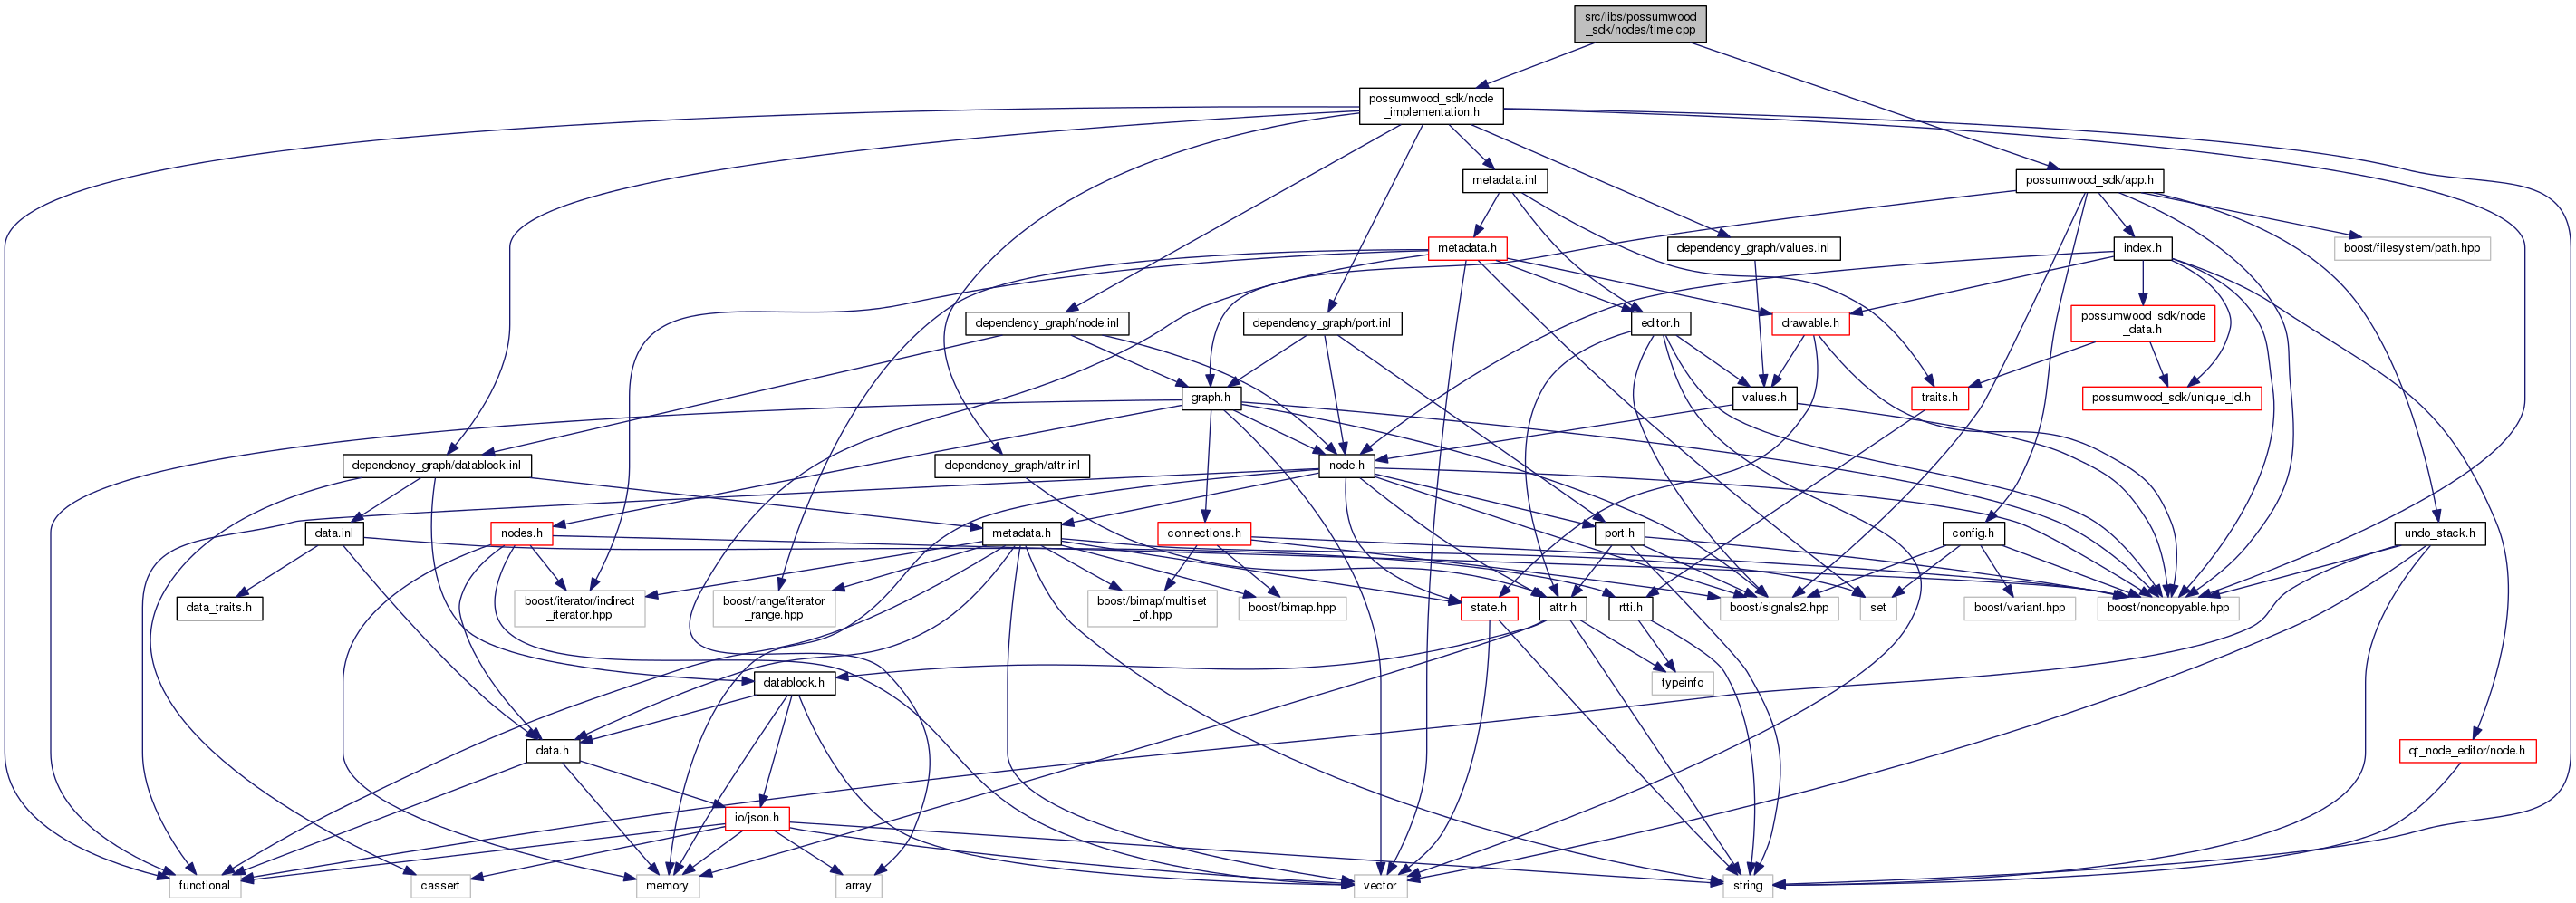 src/libs/possumwood
_sdk/nodes/time.cpp
possumwood_sdk/node
_implementation.h
metadata.inl
possumwood_sdk/app.h
metadata.h
dependency_graph/values.inl
index.h
boost/filesystem/path.hpp
dependency_graph/node.inl
dependency_graph/port.inl
editor.h
drawable.h
possumwood_sdk/node
_data.h
graph.h
values.h
traits.h
possumwood_sdk/unique_id.h
dependency_graph/datablock.inl
dependency_graph/attr.inl
node.h
data.inl
nodes.h
metadata.h
connections.h
port.h
config.h
undo_stack.h
data_traits.h
boost/iterator/indirect
_iterator.hpp
boost/range/iterator
_range.hpp
boost/bimap/multiset
_of.hpp
boost/bimap.hpp
state.h
attr.h
rtti.h
boost/signals2.hpp
set
boost/variant.hpp
boost/noncopyable.hpp
datablock.h
typeinfo
data.h
qt_node_editor/node.h
io/json.h
functional
cassert
memory
array
vector
string